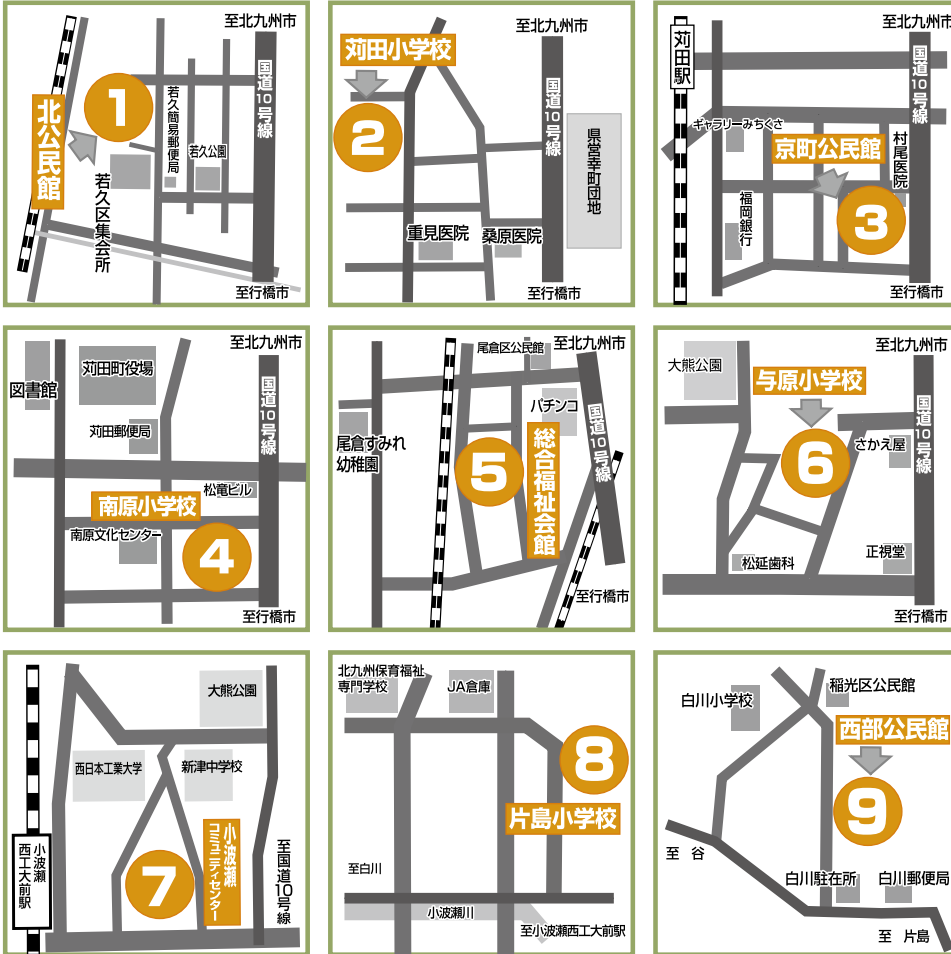 至北九州市
国道10号線
1
北公民館
若久簡易郵便局
若久公園
若久区集会所
至行橋市
至北九州市
苅田小学校
国道10号線
2
県営幸町団地
重見医院
桑原医院
至行橋市
至北九州市
苅田駅
国道10号線
ギャラリーみちくさ
村尾医院
京町公民館
福岡銀行
3
至行橋市
至北九州市
図書館
苅田町役場
国道10号線
苅田郵便局
松竜ビル
南原小学校
南原文化センター
4
至行橋市
尾倉区公民館
至北九州市
パチンコ
国道10号線
尾倉すみれ
幼稚園
5
総合福祉会館
至行橋市
至北九州市
大熊公園
与原小学校
国道10号線
さかえ屋
6
松延歯科
正視堂
至行橋市
大熊公園
西日本工業大学
新津中学校
小波瀬
西工大前駅
7
小波瀬
コミュニティセンター
至国道10号線
北九州保育福祉
専門学校
JA倉庫
8
片島小学校
至白川
小波瀬川
至小波瀬西工大前駅
白川小学校
稲光区公民館
西部公民館
9
至 谷
白川駐在所
白川郵便局
至 片島